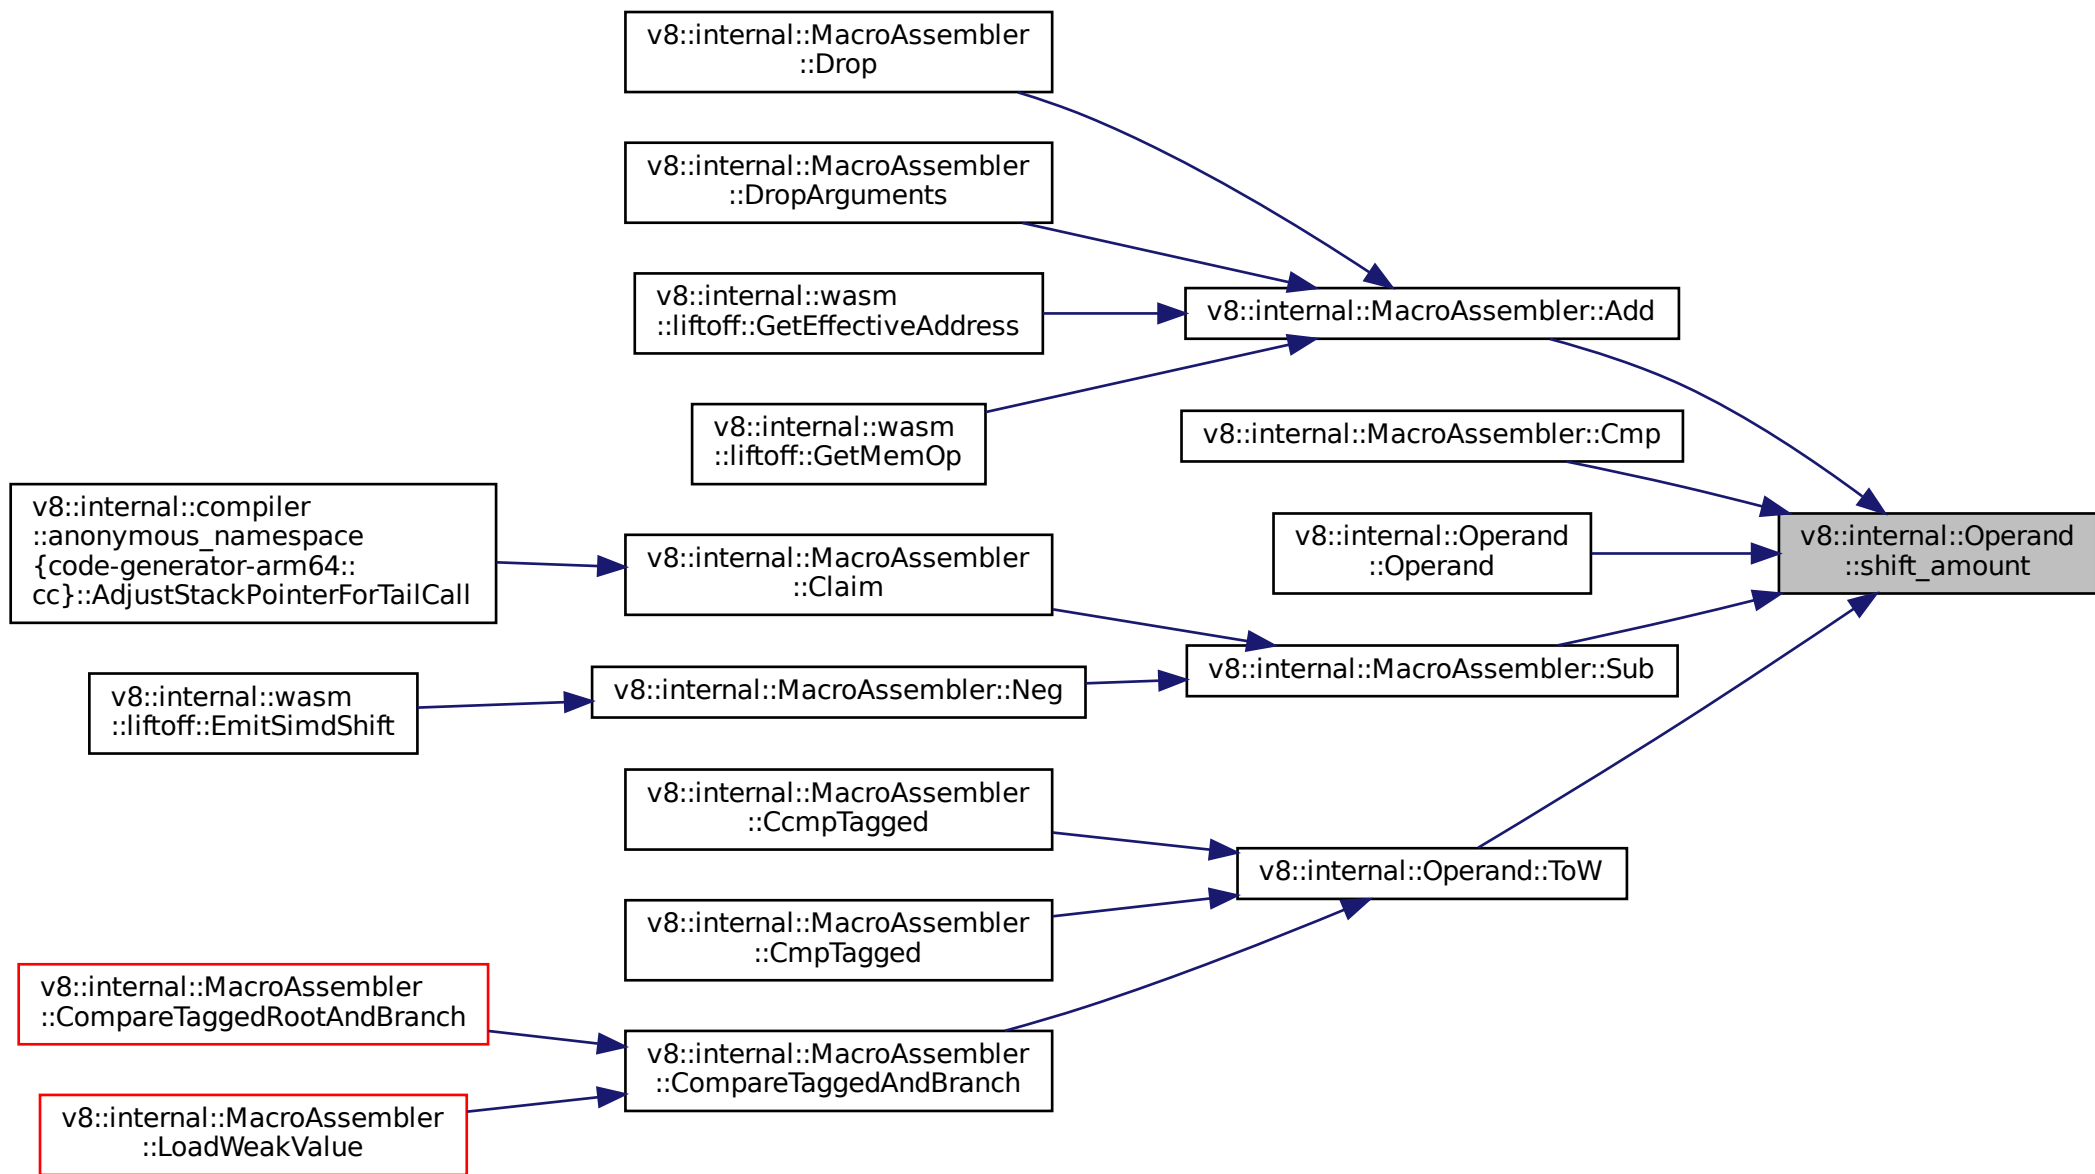 v8::internal::MacroAssembler
::Drop
v8::internal::MacroAssembler
::DropArguments
v8::internal::wasm
::liftoff::GetEffectiveAddress
v8::internal::MacroAssembler::Add
v8::internal::wasm
::liftoff::GetMemOp
v8::internal::MacroAssembler::Cmp
v8::internal::compiler
::anonymous_namespace
{code-generator-arm64::
cc}::AdjustStackPointerForTailCall
v8::internal::MacroAssembler
::Claim
v8::internal::Operand
::Operand
v8::internal::Operand
::shift_amount
v8::internal::MacroAssembler::Sub
v8::internal::wasm
::liftoff::EmitSimdShift
v8::internal::MacroAssembler::Neg
v8::internal::MacroAssembler
::CcmpTagged
v8::internal::Operand::ToW
v8::internal::MacroAssembler
::CmpTagged
v8::internal::MacroAssembler
::CompareTaggedRootAndBranch
v8::internal::MacroAssembler
::CompareTaggedAndBranch
v8::internal::MacroAssembler
::LoadWeakValue